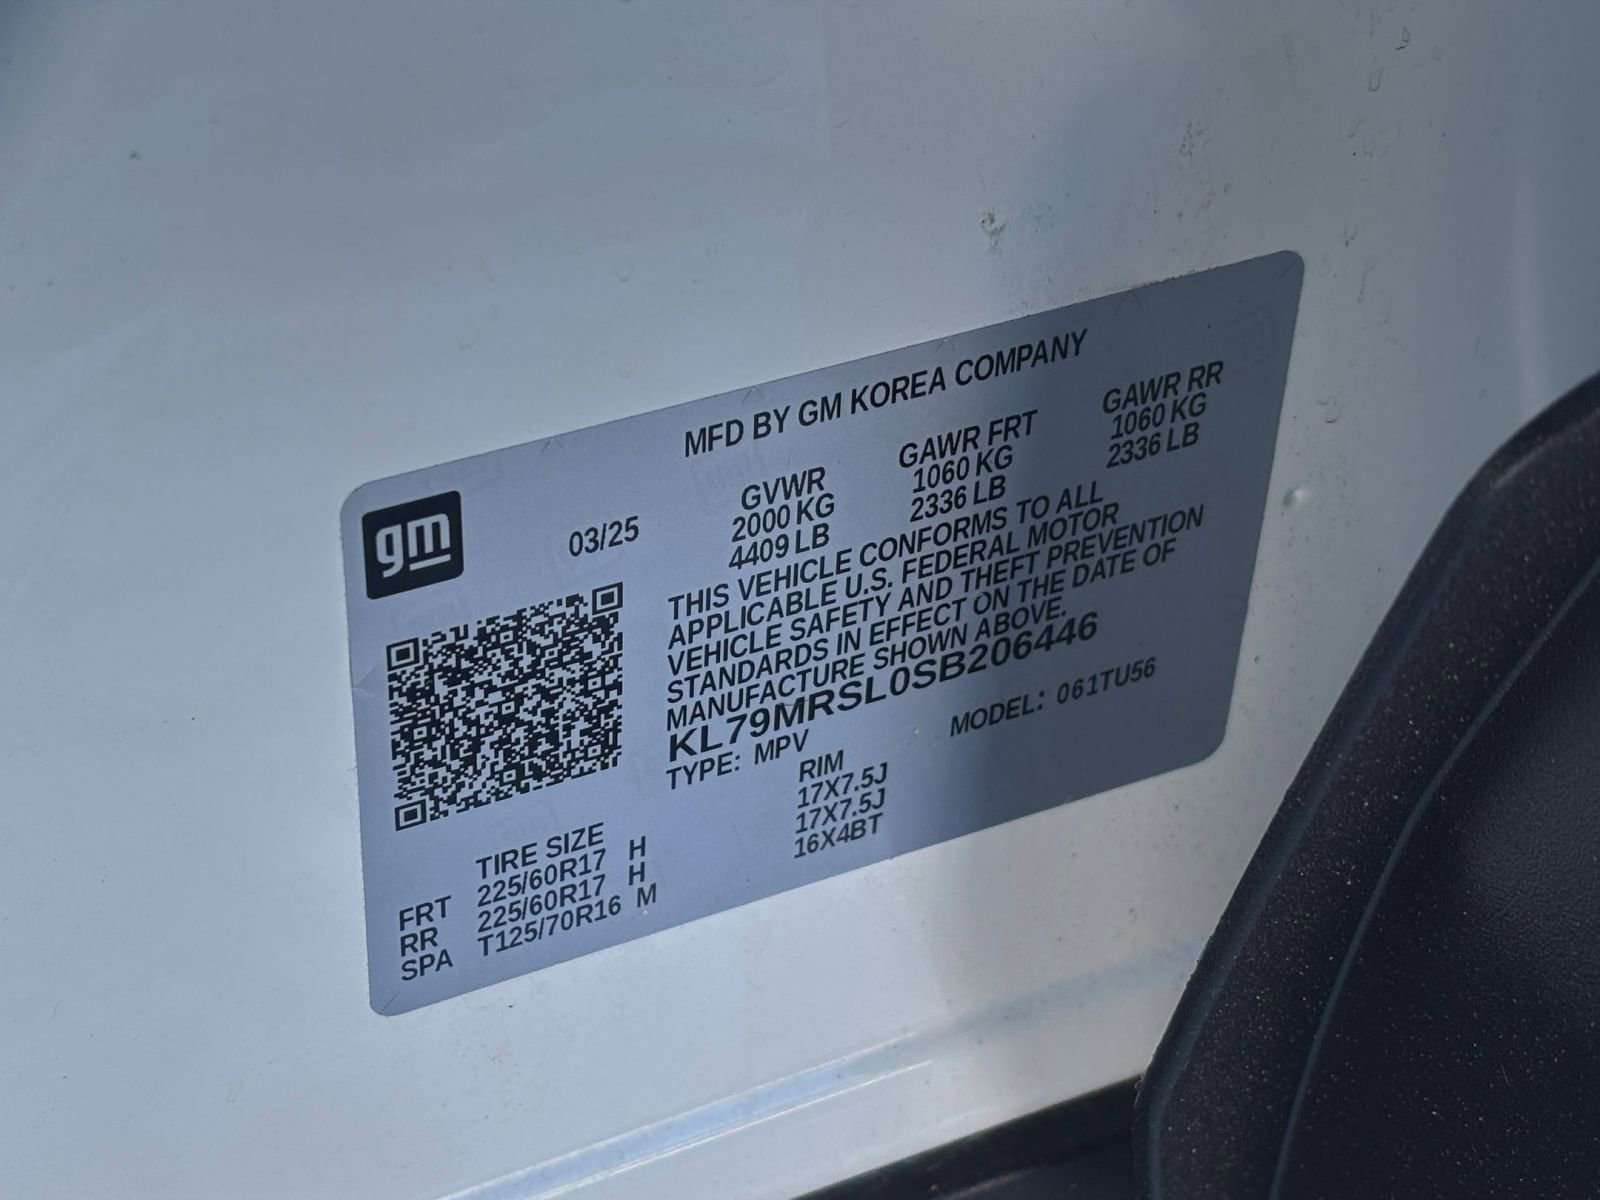 MFD BY GM KOREA COMPANY
gm
03/25
GVWR GAWR FRT GAWR RR
2000 KG 1060 KG 1060 KG
4409 LB 2336 LB 2336 LB
THIS VEHICLE CONFORMS TO ALL
APPLICABLE U.S. FEDERAL MOTOR
VEHICLE SAFETY AND THEFT PREVENTION
STANDARDS IN EFFECT ON THE DATE OF
MANUFACTURE SHOWN ABOVE.
KL79MRSL0SB206446
TYPE: MPV MODEL: 061TU56
TIRE SIZE RIM
FRT 225/60R17 H 17X7.5J
RR 225/60R17 H 17X7.5J
SPA T125/70R16 M 16X4BT